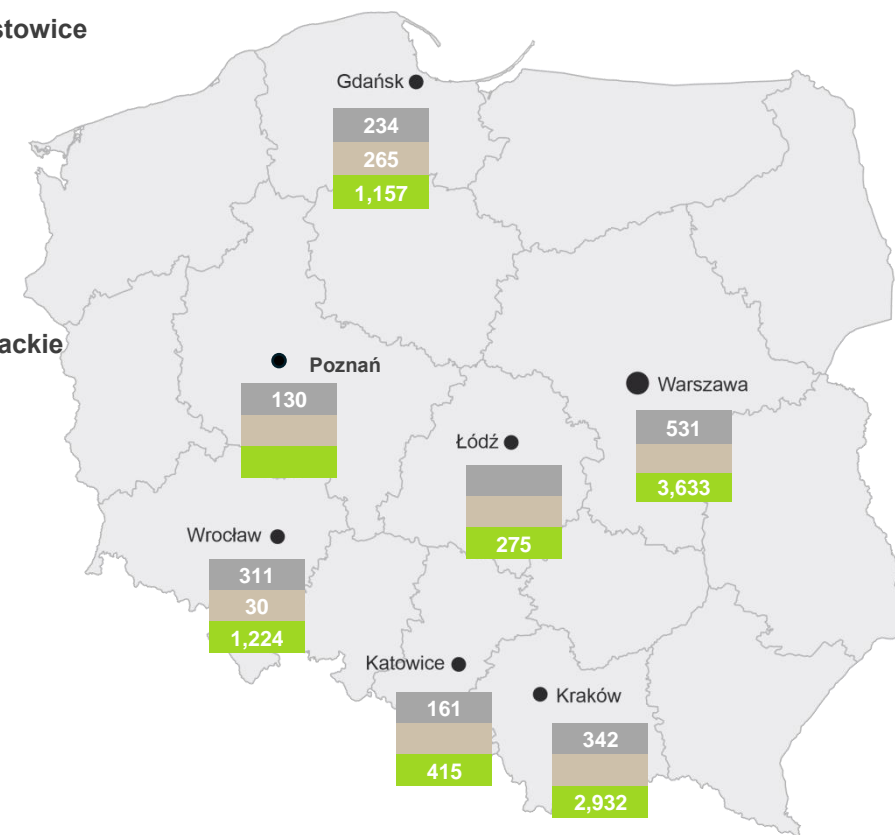 stowice
Gdańsk
234
265
1,157
ackie
Poznań
130
Warszawa
531
3,633
Łódź
275
Wrocław
311
30
1,224
Katowice
161
415
Kraków
342
2,932